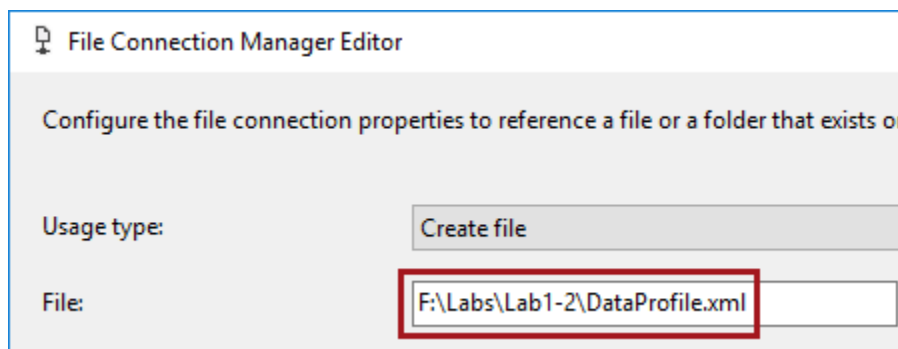 File Connection Manager Editor
Configure the file connection properties to reference a file or a folder that exists
Usage type:
Create file
File:
F:\Labs\Lab1-2\DataProfile.xml